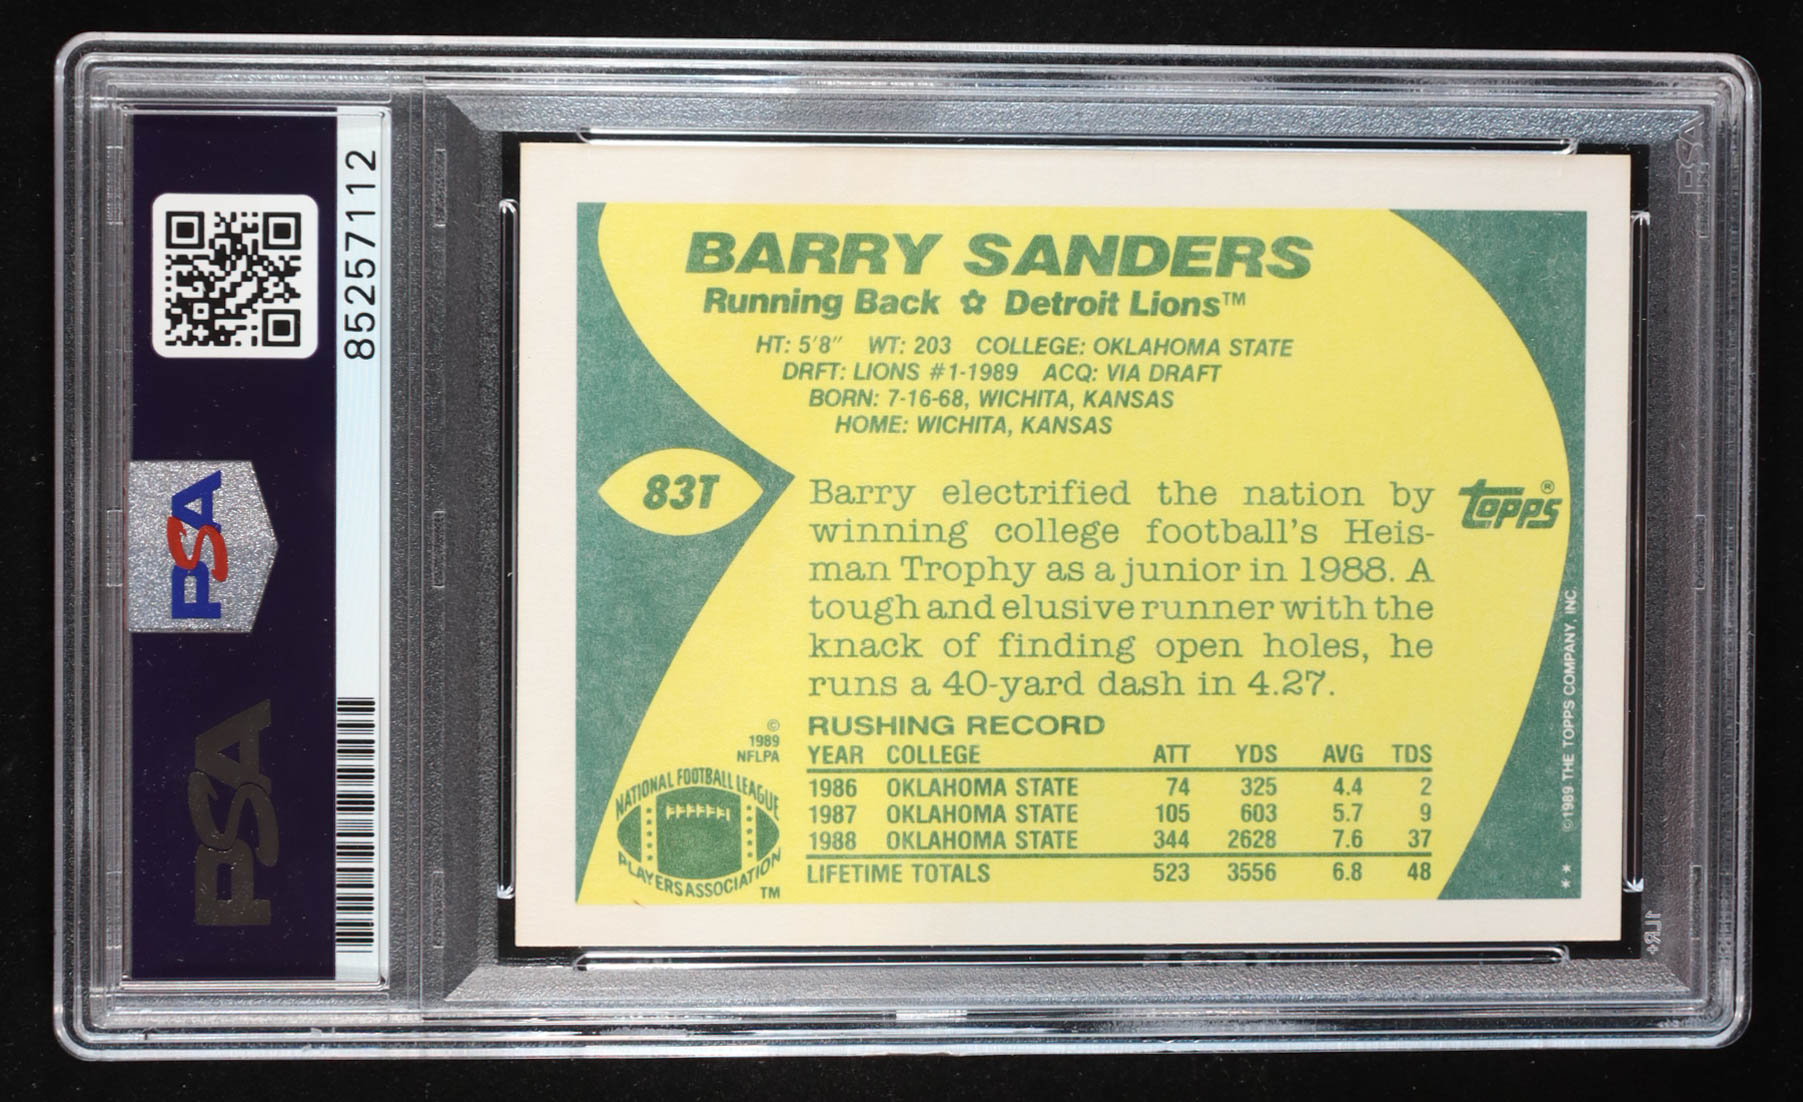 85257112
PSA
PSA
BARRY SANDERS
Running Back ✿ Detroit Lions™
HT: 5'8" WT: 203 COLLEGE: OKLAHOMA STATE
DRFT: LIONS #1-1989 ACQ: VIA DRAFT
BORN: 7-16-68, WICHITA, KANSAS
HOME: WICHITA, KANSAS
83T
Barry electrified the nation by
winning college football's Heis-
man Trophy as a junior in 1988. A
tough and elusive runner with the
knack of finding open holes, he
runs a 40-yard dash in 4.27.
topps®
RUSHING RECORD
YEAR COLLEGE ATT YDS AVG TDS
1986 OKLAHOMA STATE 74 325 4.4 2
1987 OKLAHOMA STATE 105 603 5.7 9
1988 OKLAHOMA STATE 344 2628 7.6 37
LIFETIME TOTALS 523 3556 6.8 48
©
1989
NFLPA
NATIONAL FOOTBALL LEAGUE
PLAYERS ASSOCIATION
TM
** ©1989 THE TOPPS COMPANY, INC.
PSA